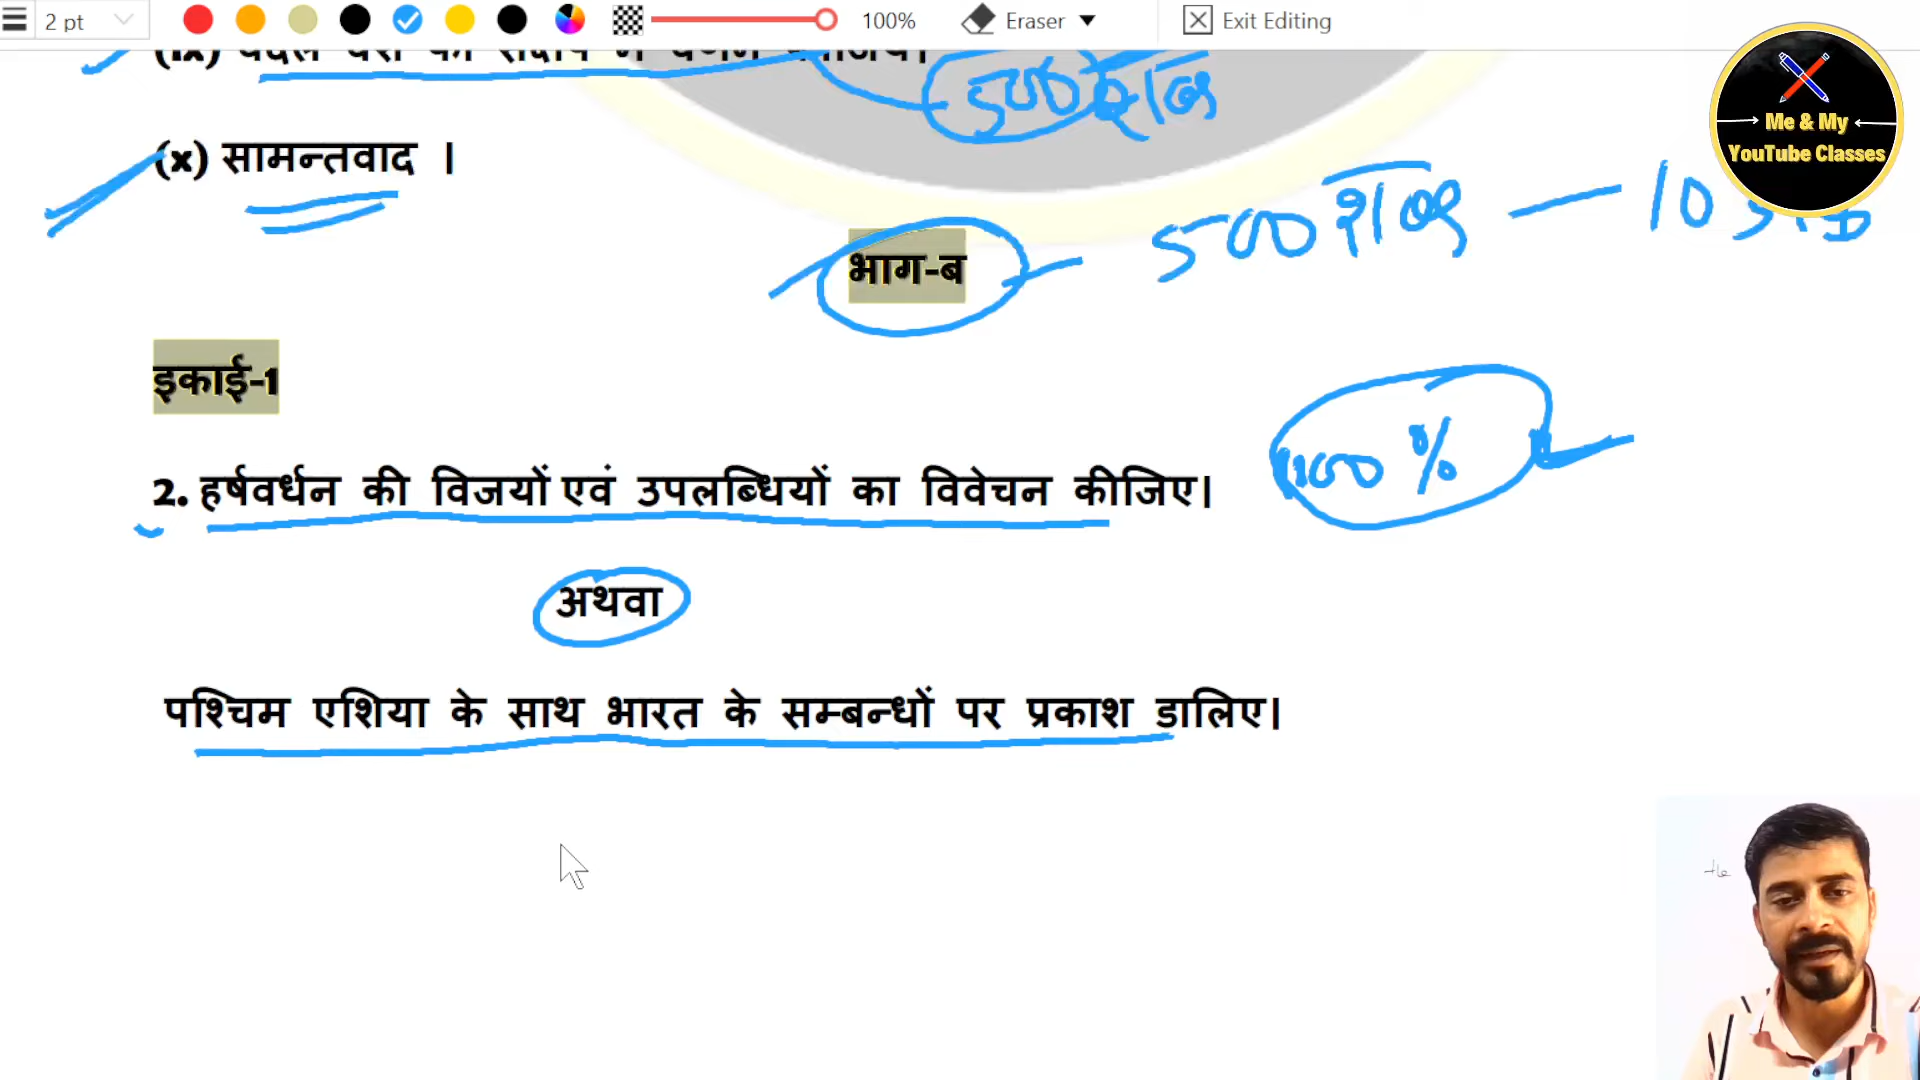 2 pt 100% Eraser Exit Editing
500 शब्द
(x) सामन्तवाद ।
Me & My
YouTube Classes
भाग-ब
500 शब्द — 10
इकाई-1
100 %
2. हर्षवर्धन की विजयों एवं उपलब्धियों का विवेचन कीजिए।
अथवा
पश्चिम एशिया के साथ भारत के सम्बन्धों पर प्रकाश डालिए।